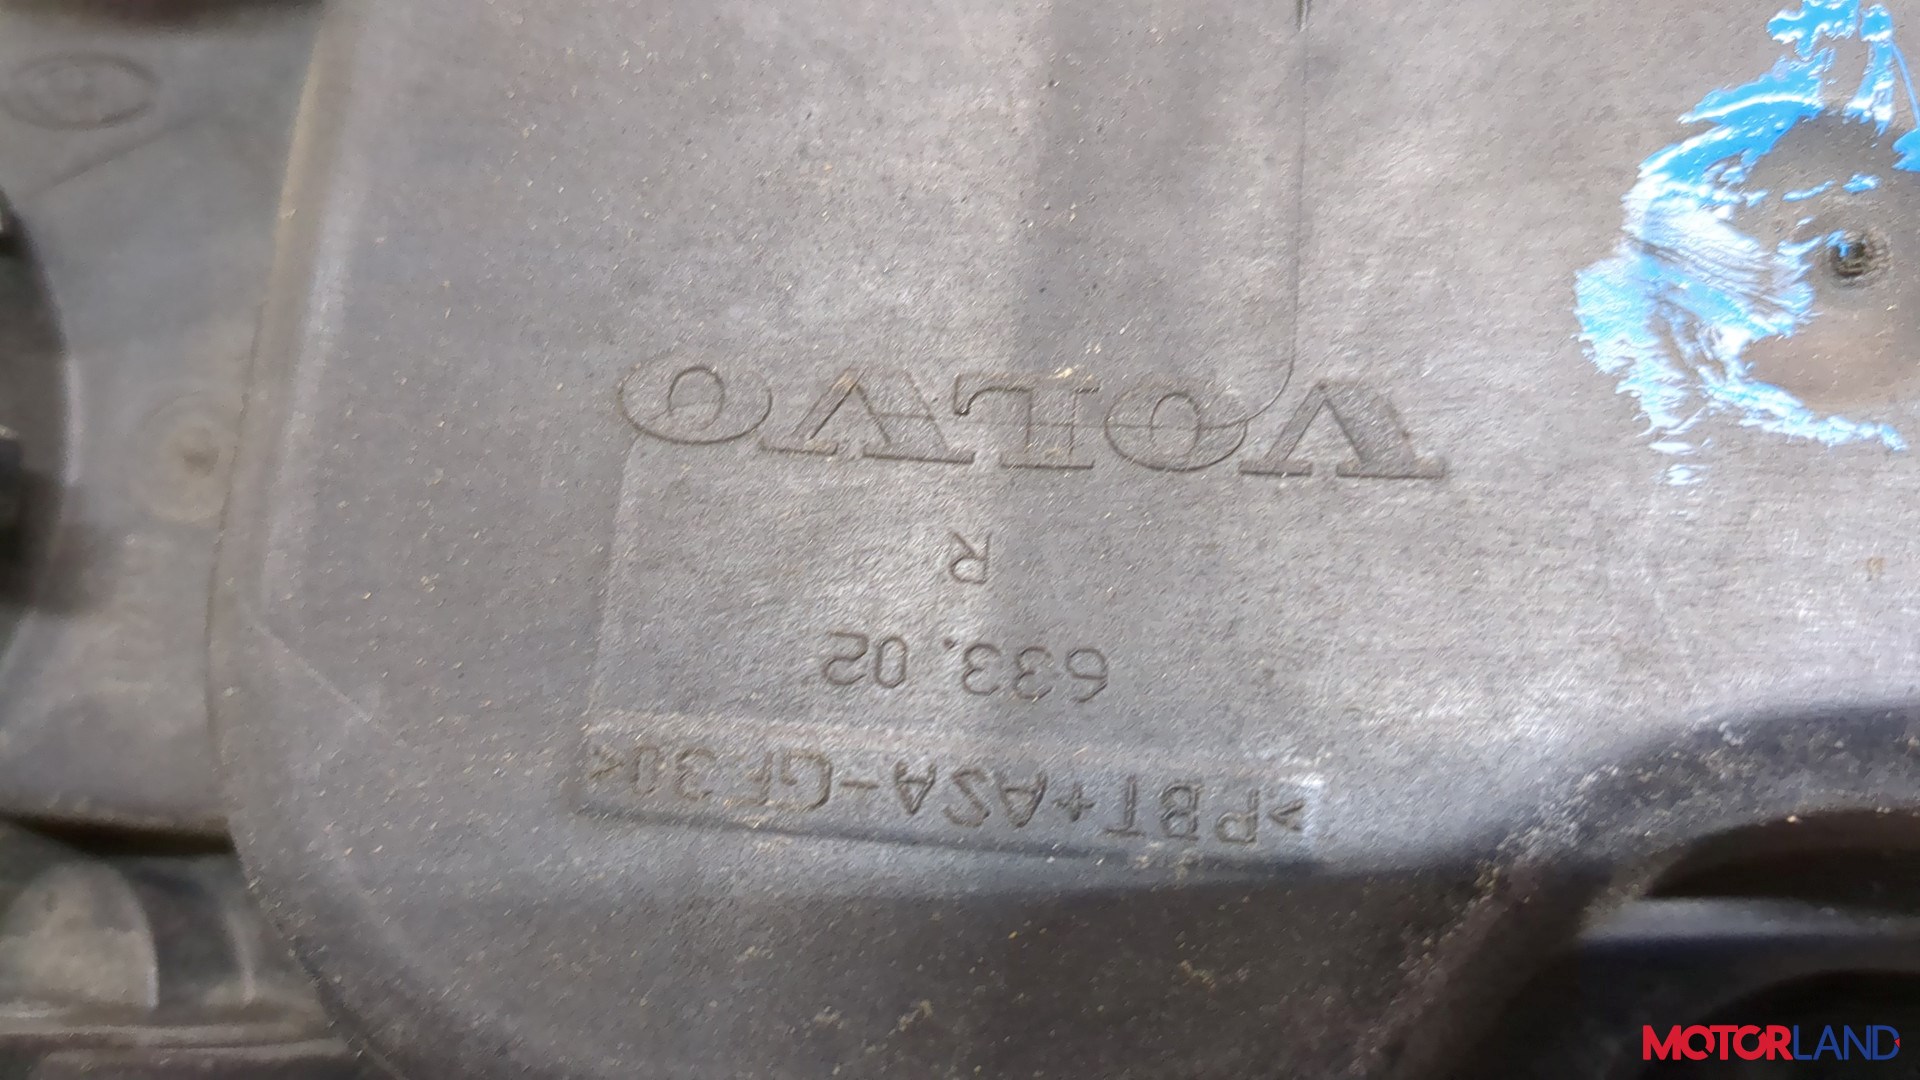 >PBT+ASA-GF30<
633.02
R
VOLVO
MOTORLAND